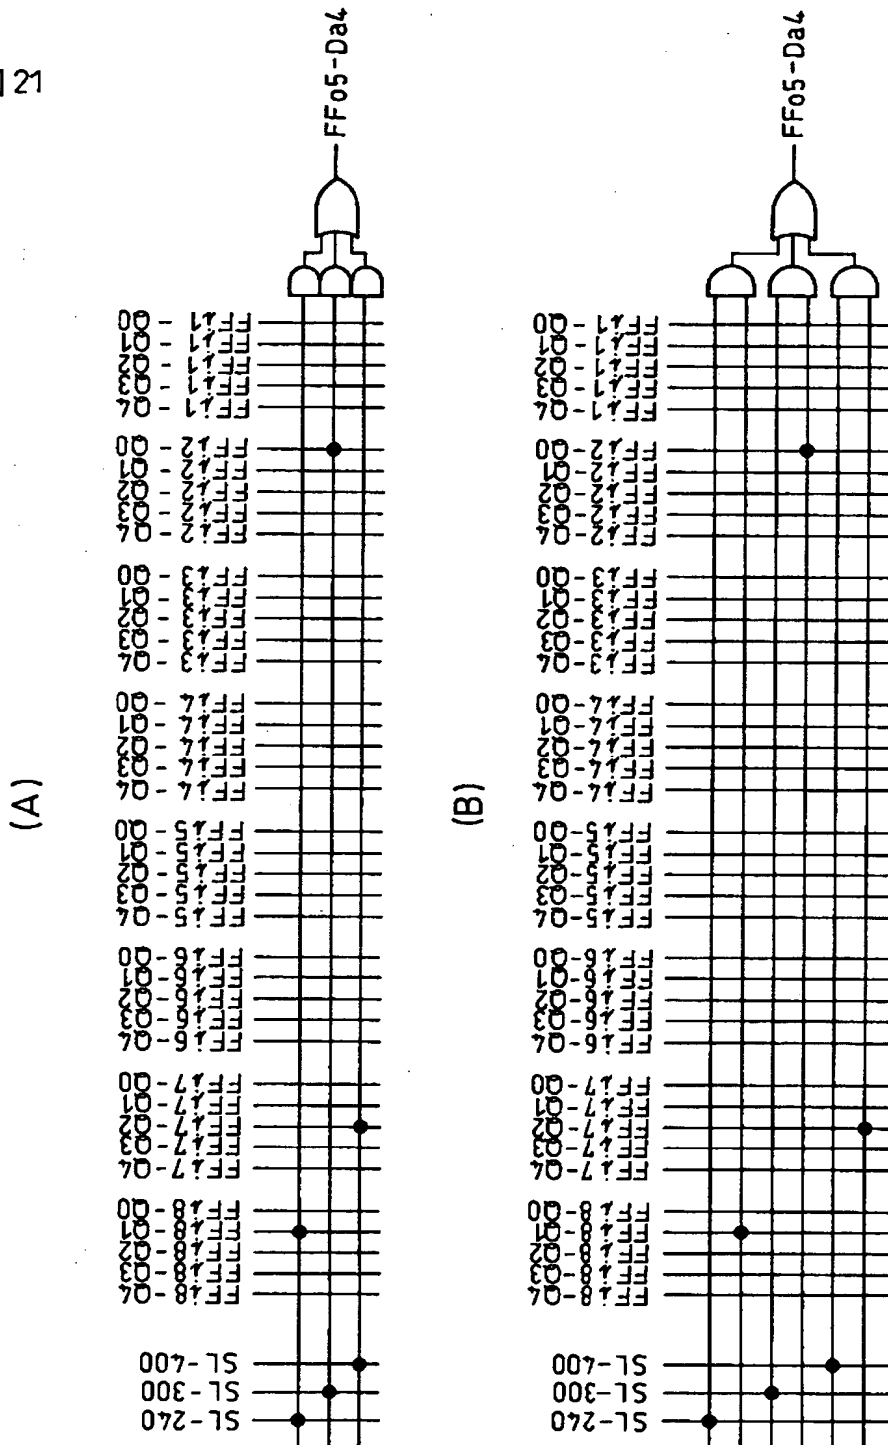 21
(A)
FFo5-Da4
FFi1 - Q0
FFi1 - Q1
FFi1 - Q2
FFi1 - Q3
FFi1 - Q4
FFi2 - Q0
FFi2 - Q1
FFi2 - Q2
FFi2 - Q3
FFi2 - Q4
FFi3 - Q0
FFi3 - Q1
FFi3 - Q2
FFi3 - Q3
FFi3 - Q4
FFi4 - Q0
FFi4 - Q1
FFi4 - Q2
FFi4 - Q3
FFi4 - Q4
FFi5 - Q0
FFi5 - Q1
FFi5 - Q2
FFi5 - Q3
FFi5 - Q4
FFi6 - Q0
FFi6 - Q1
FFi6 - Q2
FFi6 - Q3
FFi6 - Q4
FFi7 - Q0
FFi7 - Q1
FFi7 - Q2
FFi7 - Q3
FFi7 - Q4
FFi8 - Q0
FFi8 - Q1
FFi8 - Q2
FFi8 - Q3
FFi8 - Q4
SL-400
SL-300
SL-240
(B)
FFo5-Da4
FFi1-Q0
FFi1-Q1
FFi1-Q2
FFi1-Q3
FFi1-Q4
FFi2-Q0
FFi2-Q1
FFi2-Q2
FFi2-Q3
FFi2-Q4
FFi3-Q0
FFi3-Q1
FFi3-Q2
FFi3-Q3
FFi3-Q4
FFi4-Q0
FFi4-Q1
FFi4-Q2
FFi4-Q3
FFi4-Q4
FFi5-Q0
FFi5-Q1
FFi5-Q2
FFi5-Q3
FFi5-Q4
FFi6-Q0
FFi6-Q1
FFi6-Q2
FFi6-Q3
FFi6-Q4
FFi7-Q0
FFi7-Q1
FFi7-Q2
FFi7-Q3
FFi7-Q4
FFi8-Q0
FFi8-Q1
FFi8-Q2
FFi8-Q3
FFi8-Q4
SL-400
SL-300
SL-240